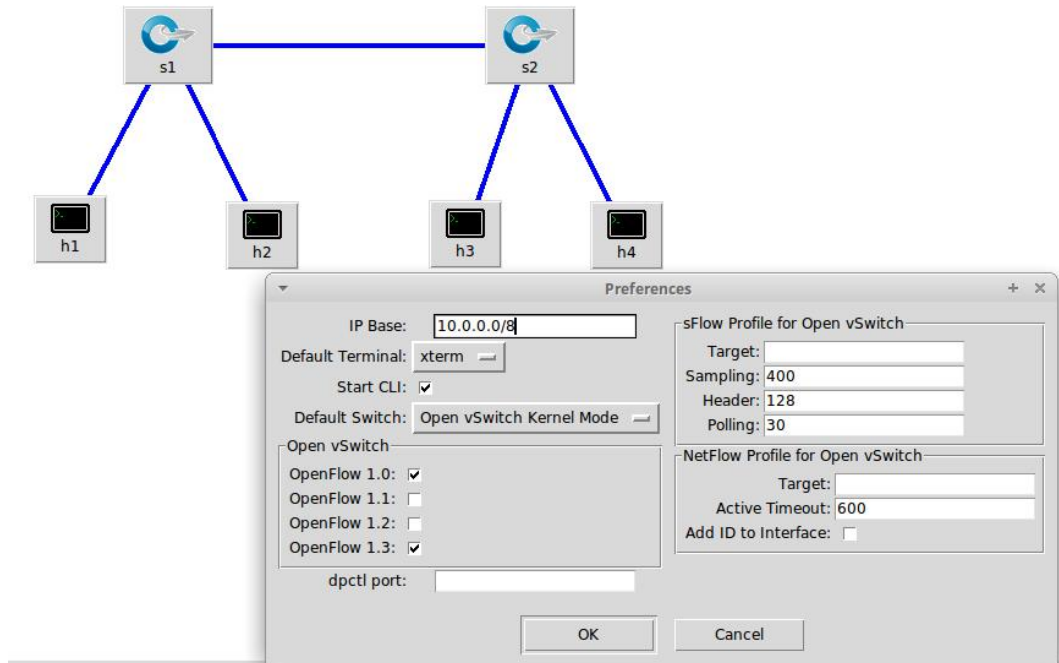 s1
s2
h1
h2
h3
h4
Preferences
IP Base: 10.0.0.0/8
Default Terminal: xterm
Start CLI:
Default Switch: Open vSwitch Kernel Mode
Open vSwitch
OpenFlow 1.0:
OpenFlow 1.1:
OpenFlow 1.2:
OpenFlow 1.3:
dpctl port:
sFlow Profile for Open vSwitch
Target:
Sampling: 400
Header: 128
Polling: 30
NetFlow Profile for Open vSwitch
Target:
Active Timeout: 600
Add ID to Interface:
OK
Cancel